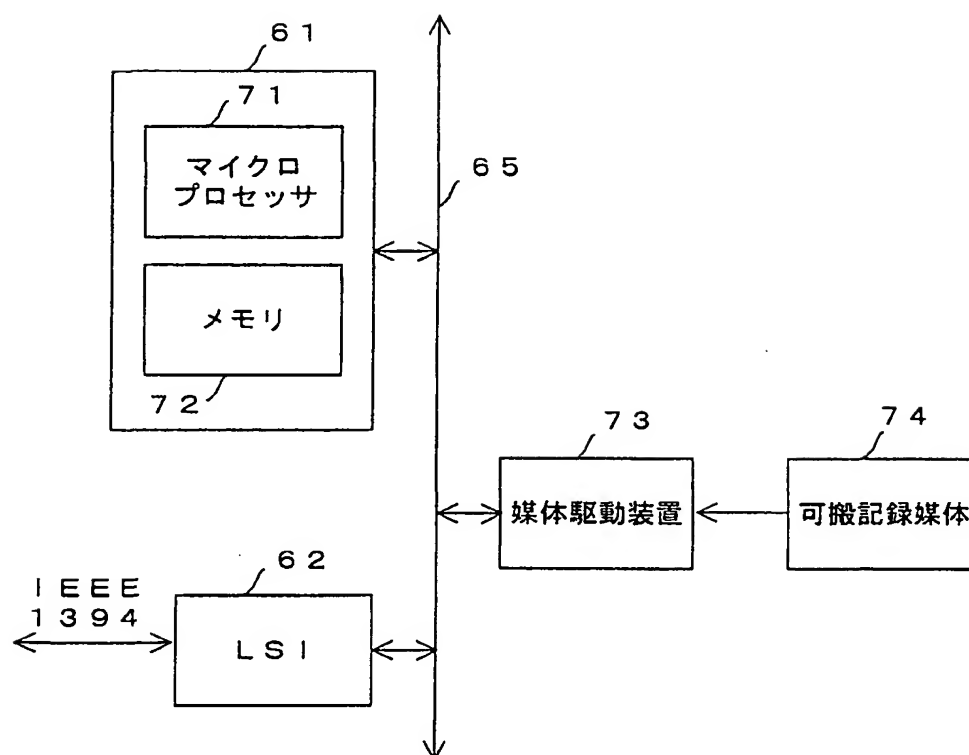 ６１
７１
マイクロ
プロセッサ
６５
メモリ
７２
７３
７４
媒体駆動装置
可搬記録媒体
６２
ＩＥＥＥ
１３９４
ＬＳＩ